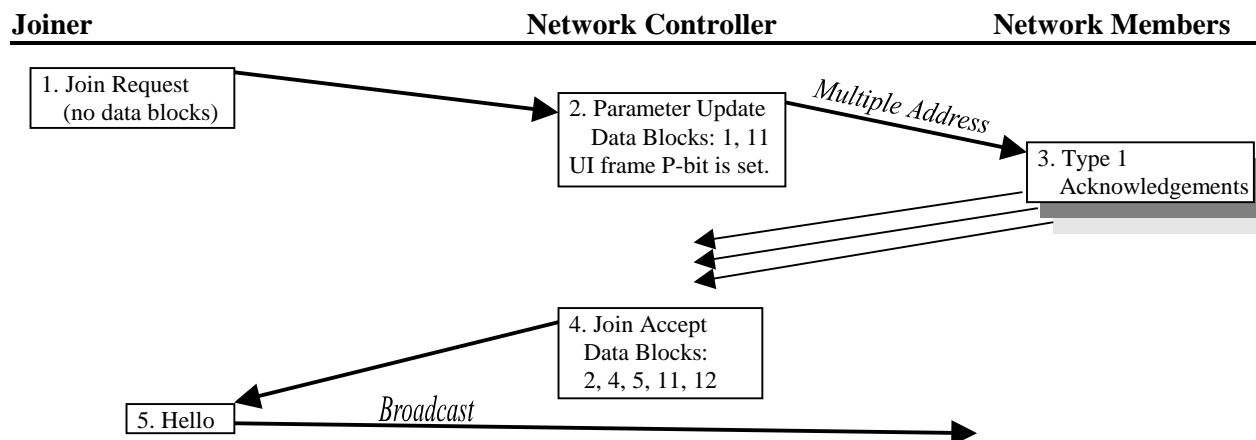 Joiner Network Controller Network Members
1. Join Request
(no data blocks)
2. Parameter Update
Data Blocks: 1, 11
UI frame P-bit is set.
Multiple Address
3. Type 1
Acknowledgements
4. Join Accept
Data Blocks:
2, 4, 5, 11, 12
5. Hello
Broadcast